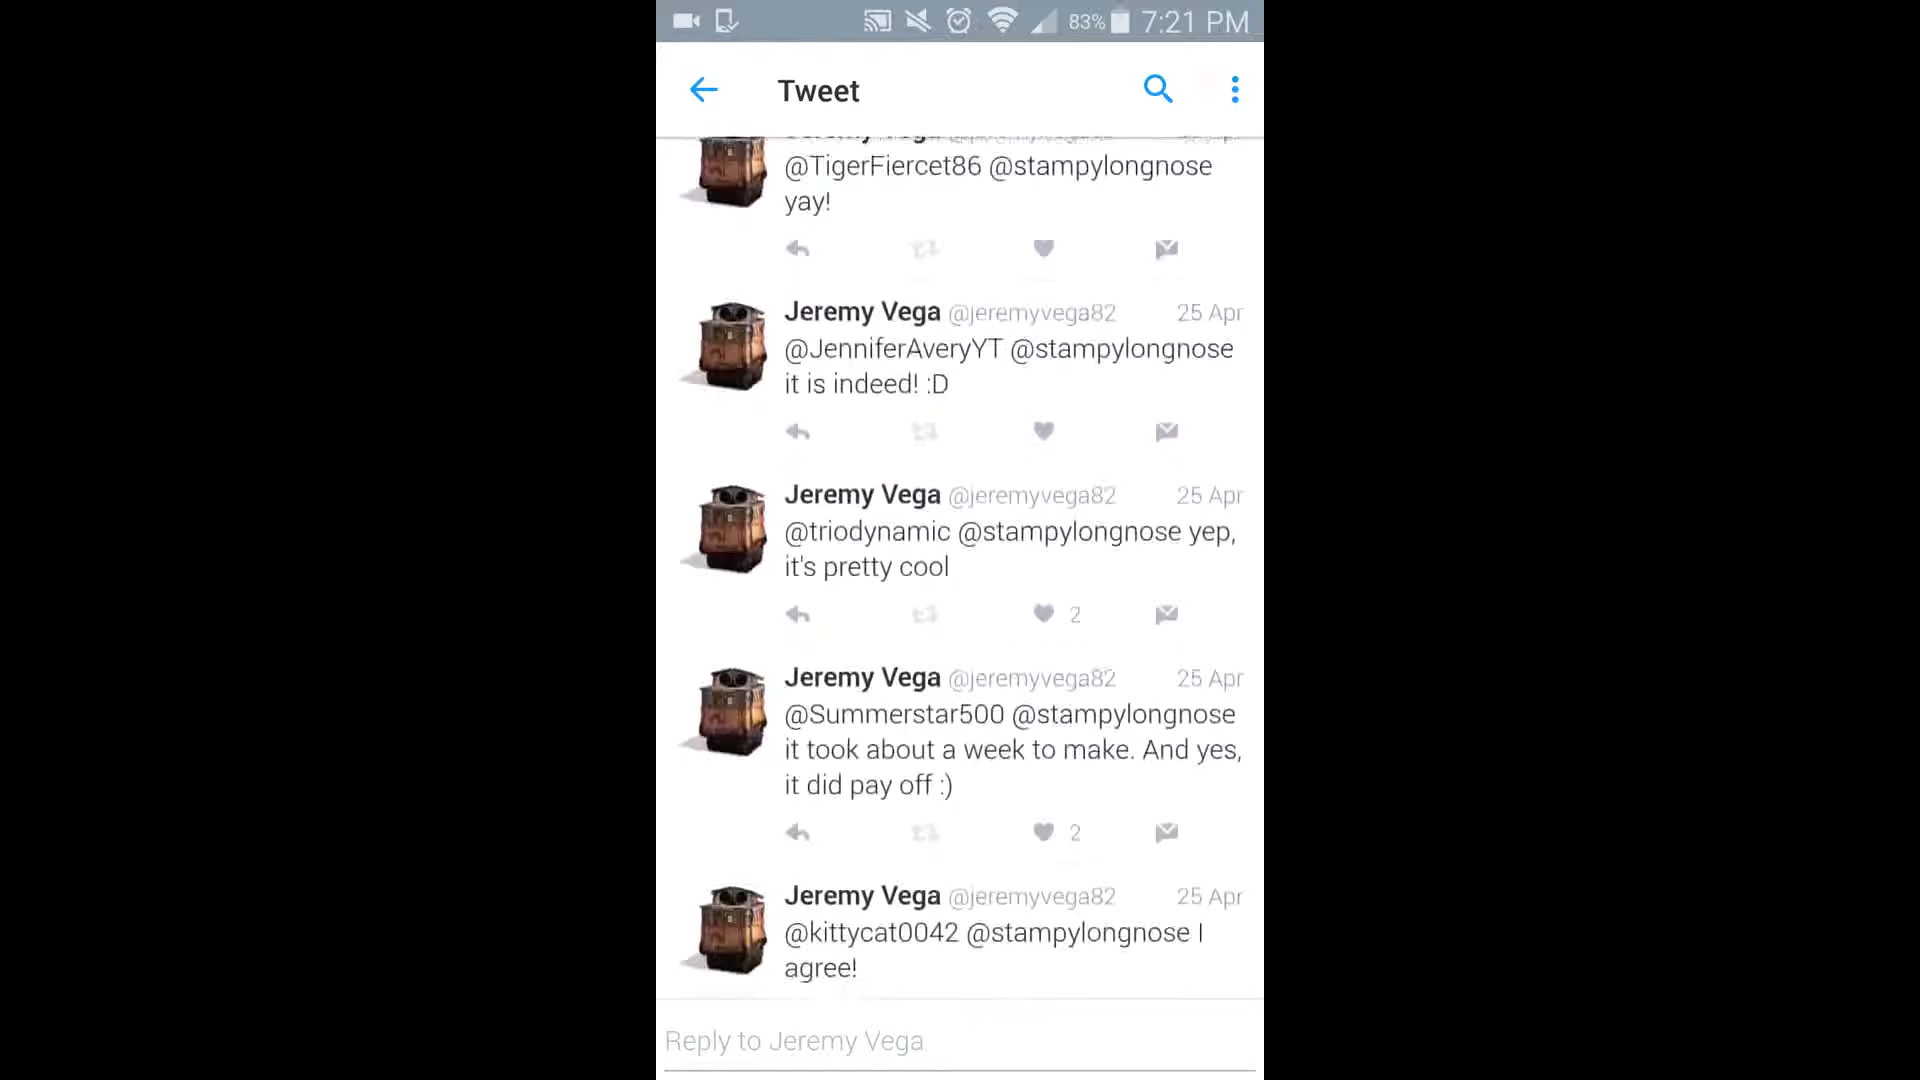 83% 7:21 PM
Tweet
@TigerFiercet86 @stampylongnose
yay!
Jeremy Vega @jeremyvega82 25 Apr
@JenniferAveryYT @stampylongnose
it is indeed! :D
Jeremy Vega @jeremyvega82 25 Apr
@triodynamic @stampylongnose yep,
it's pretty cool
2
Jeremy Vega @jeremyvega82 25 Apr
@Summerstar500 @stampylongnose
it took about a week to make. And yes,
it did pay off :)
2
Jeremy Vega @jeremyvega82 25 Apr
@kittycat0042 @stampylongnose I
agree!
Reply to Jeremy Vega